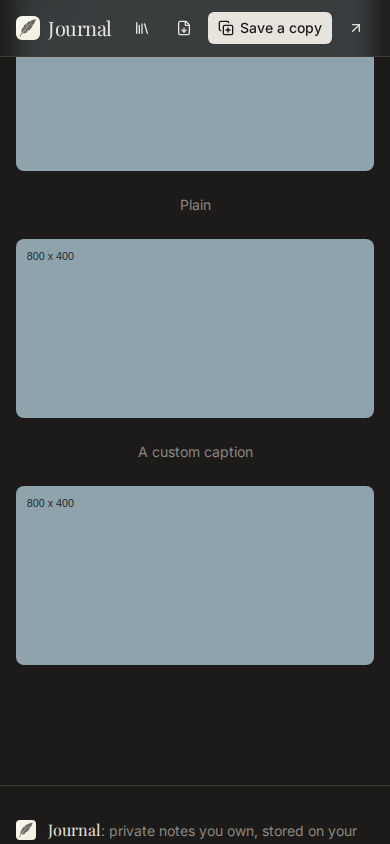 Journal
Save a copy
Plain
800 x 400
A custom caption
800 x 400
Journal: private notes you own, stored on your